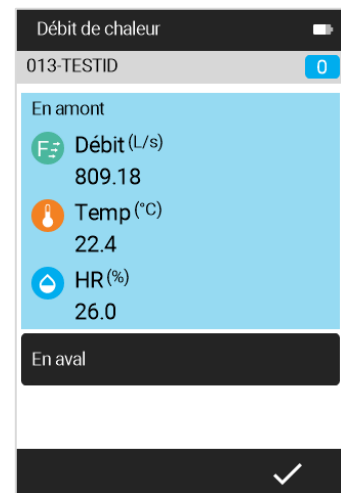 Débit de chaleur
013-TESTID 0
En amont
F Débit (L/s)
809.18
Temp (°C)
22.4
HR (%)
26.0
En aval